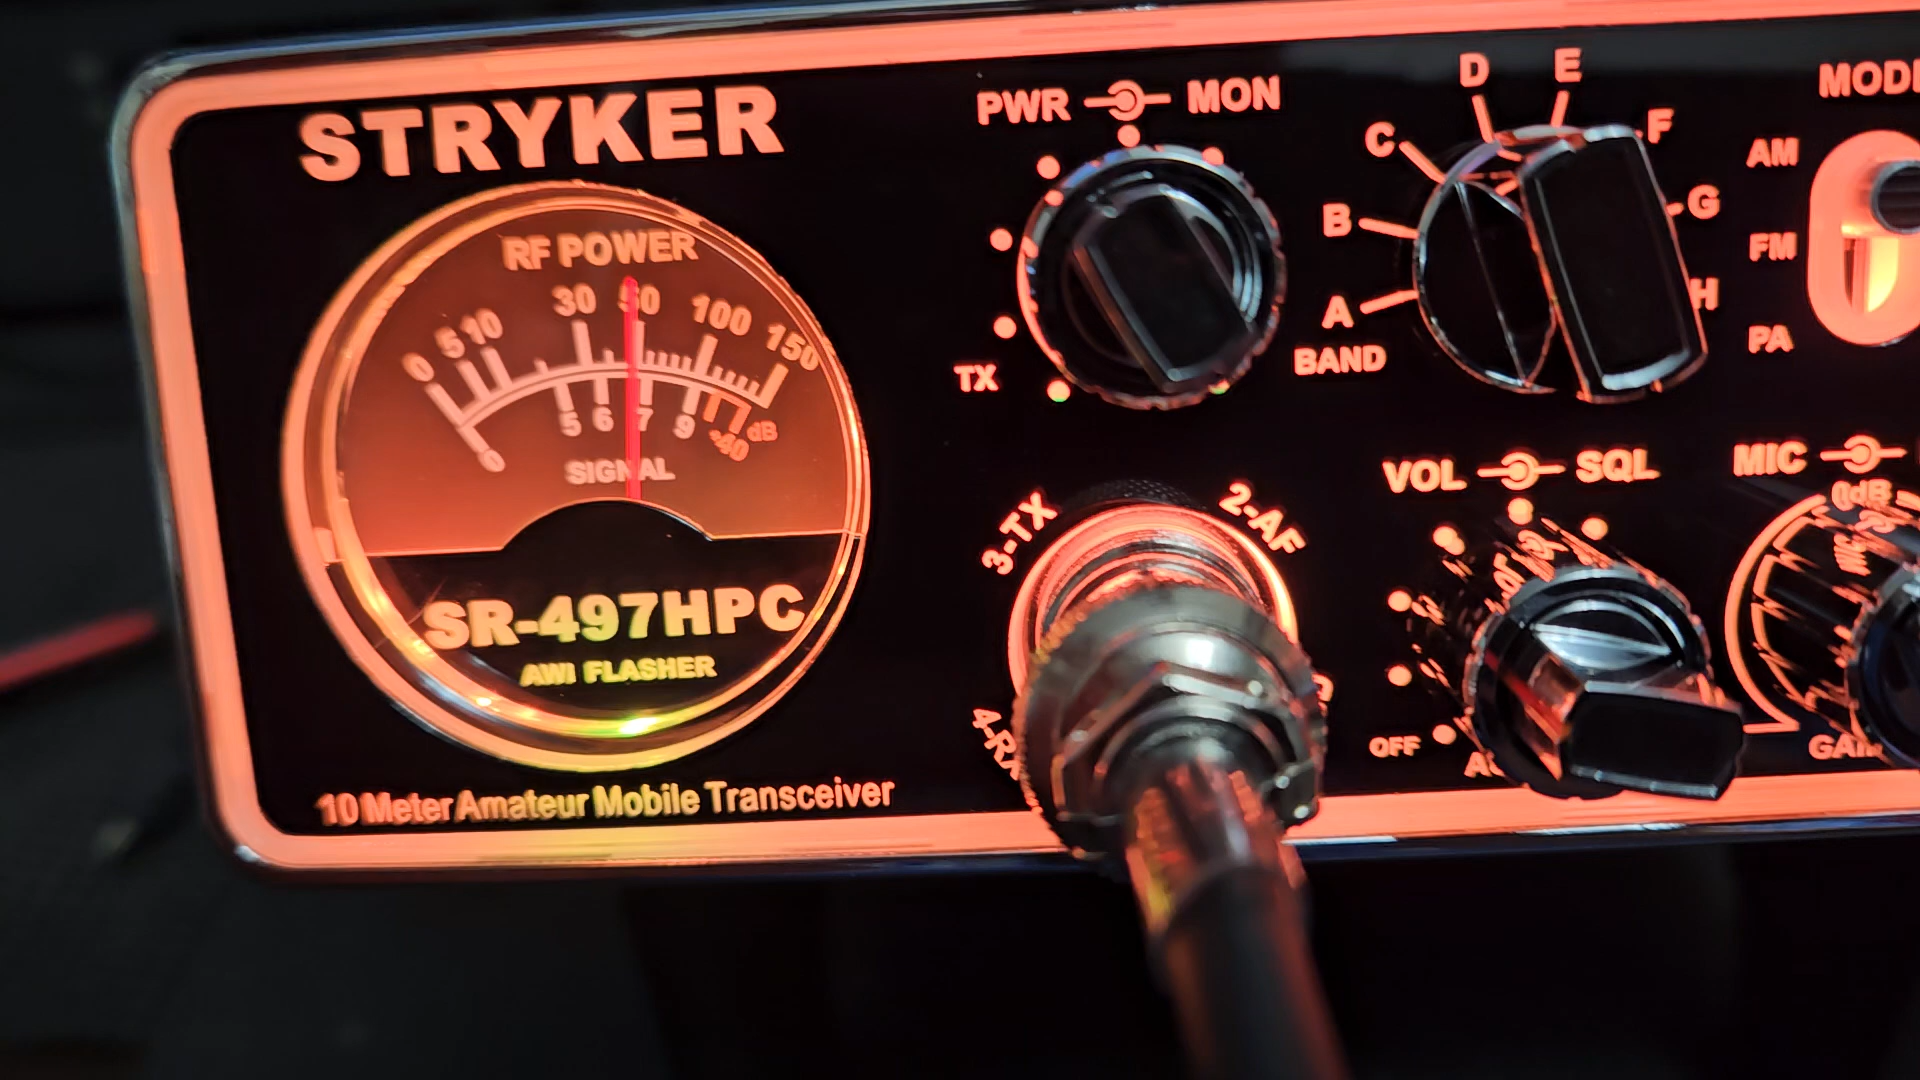 STRYKER
RF POWER
0 5 10 30 50 100 150
0 5 6 7 9 +40 dB
SIGNAL
SR-497HPC
AWI FLASHER
10 Meter Amateur Mobile Transceiver
PWR MON
TX
A
B
C
D
E
F
G
H
BAND
AM
FM
PA
3-TX
2-AF
VOL SQL
OFF
MIC
0dB